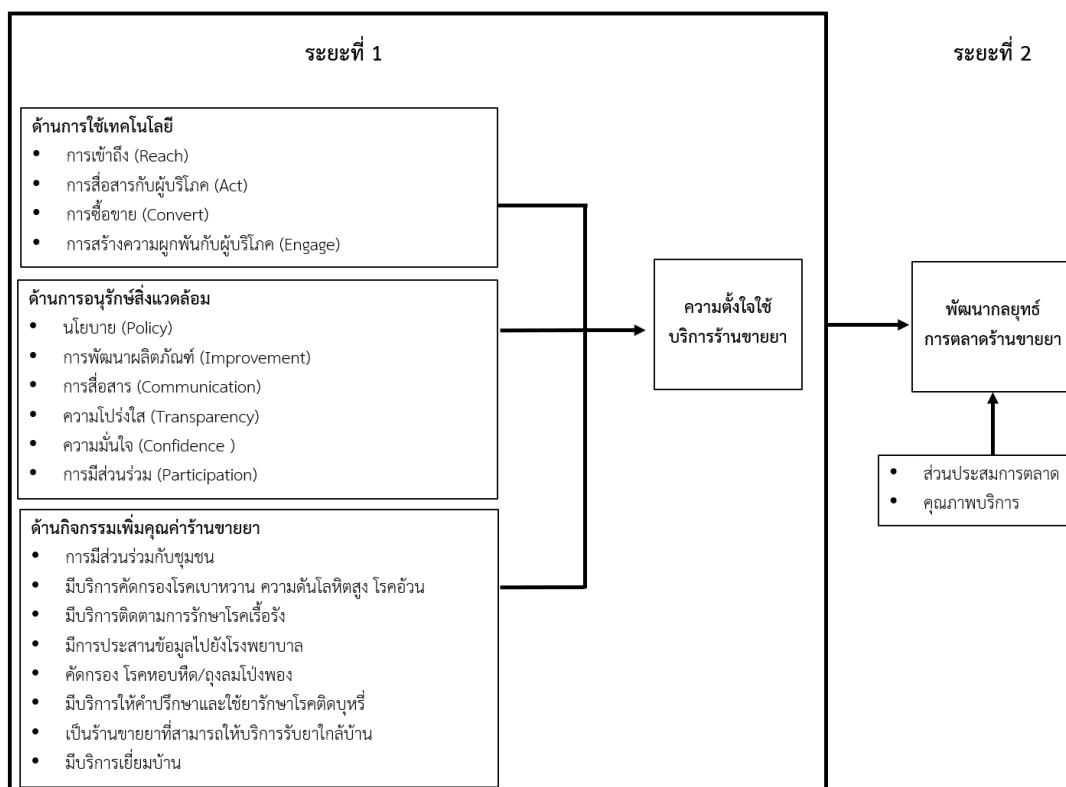 ระยะที่ 1
ด้านการใช้เทคโนโลยี
• การเข้าถึง (Reach)
• การสื่อสารกับผู้บริโภค (Act)
• การซื้อขาย (Convert)
• การสร้างความผูกพันกับผู้บริโภค (Engage)
ด้านการอนุรักษ์สิ่งแวดล้อม
• นโยบาย (Policy)
• การพัฒนาผลิตภัณฑ์ (Improvement)
• การสื่อสาร (Communication)
• ความโปร่งใส (Transparency)
• ความมั่นใจ (Confidence )
• การมีส่วนร่วม (Participation)
ด้านกิจกรรมเพิ่มคุณค่าร้านขายยา
• การมีส่วนร่วมกับชุมชน
• มีบริการคัดกรองโรคเบาหวาน ความดันโลหิตสูง โรคอ้วน
• มีบริการติดตามการรักษาโรคเรื้อรัง
• มีการประสานข้อมูลไปยังโรงพยาบาล
• คัดกรอง โรคหอบหืด/ถุงลมโป่งพอง
• มีบริการให้คำปรึกษาและใช้ยารักษาโรคติดบุหรี่
• เป็นร้านขายยาที่สามารถให้บริการรับยาใกล้บ้าน
• มีบริการเยี่ยมบ้าน
ความตั้งใจใช้
บริการร้านขายยา
ระยะที่ 2
พัฒนากลยุทธ์
การตลาดร้านขายยา
• ส่วนประสมการตลาด
• คุณภาพบริการ